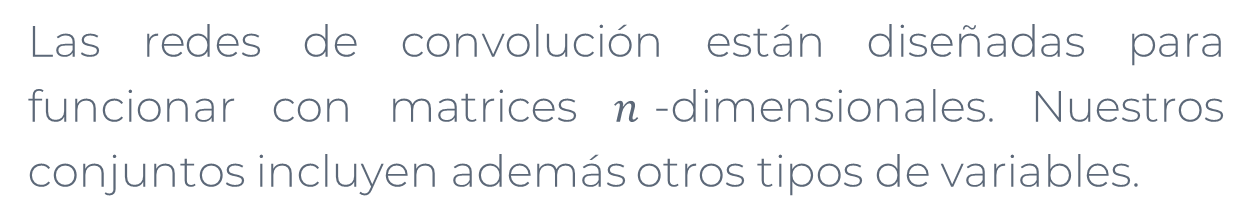 Las redes de convolución están diseñadas para
funcionar con matrices n -dimensionales. Nuestros
conjuntos incluyen además otros tipos de variables.